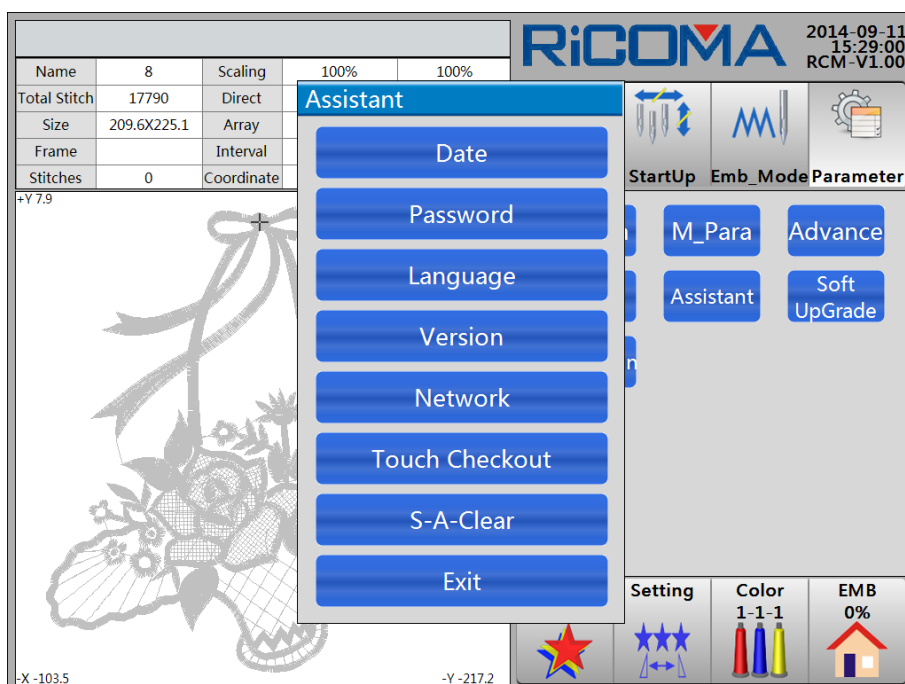 RiCOMA
2014-09-11
15:29:00
RCM-V1.00
Name 8 Scaling 100% 100%
Total Stitch 17790 Direct
Size 209.6X225.1 Array
Frame Interval
Stitches 0 Coordinate
StartUp Emb_Mode Parameter
+Y 7.9
Assistant
Date
Password
Language
Version
Network
Touch Checkout
S-A-Clear
Exit
M_Para Advance
Assistant Soft
UpGrade
Setting Color EMB
1-1-1 0%
-X -103.5 -Y -217.2